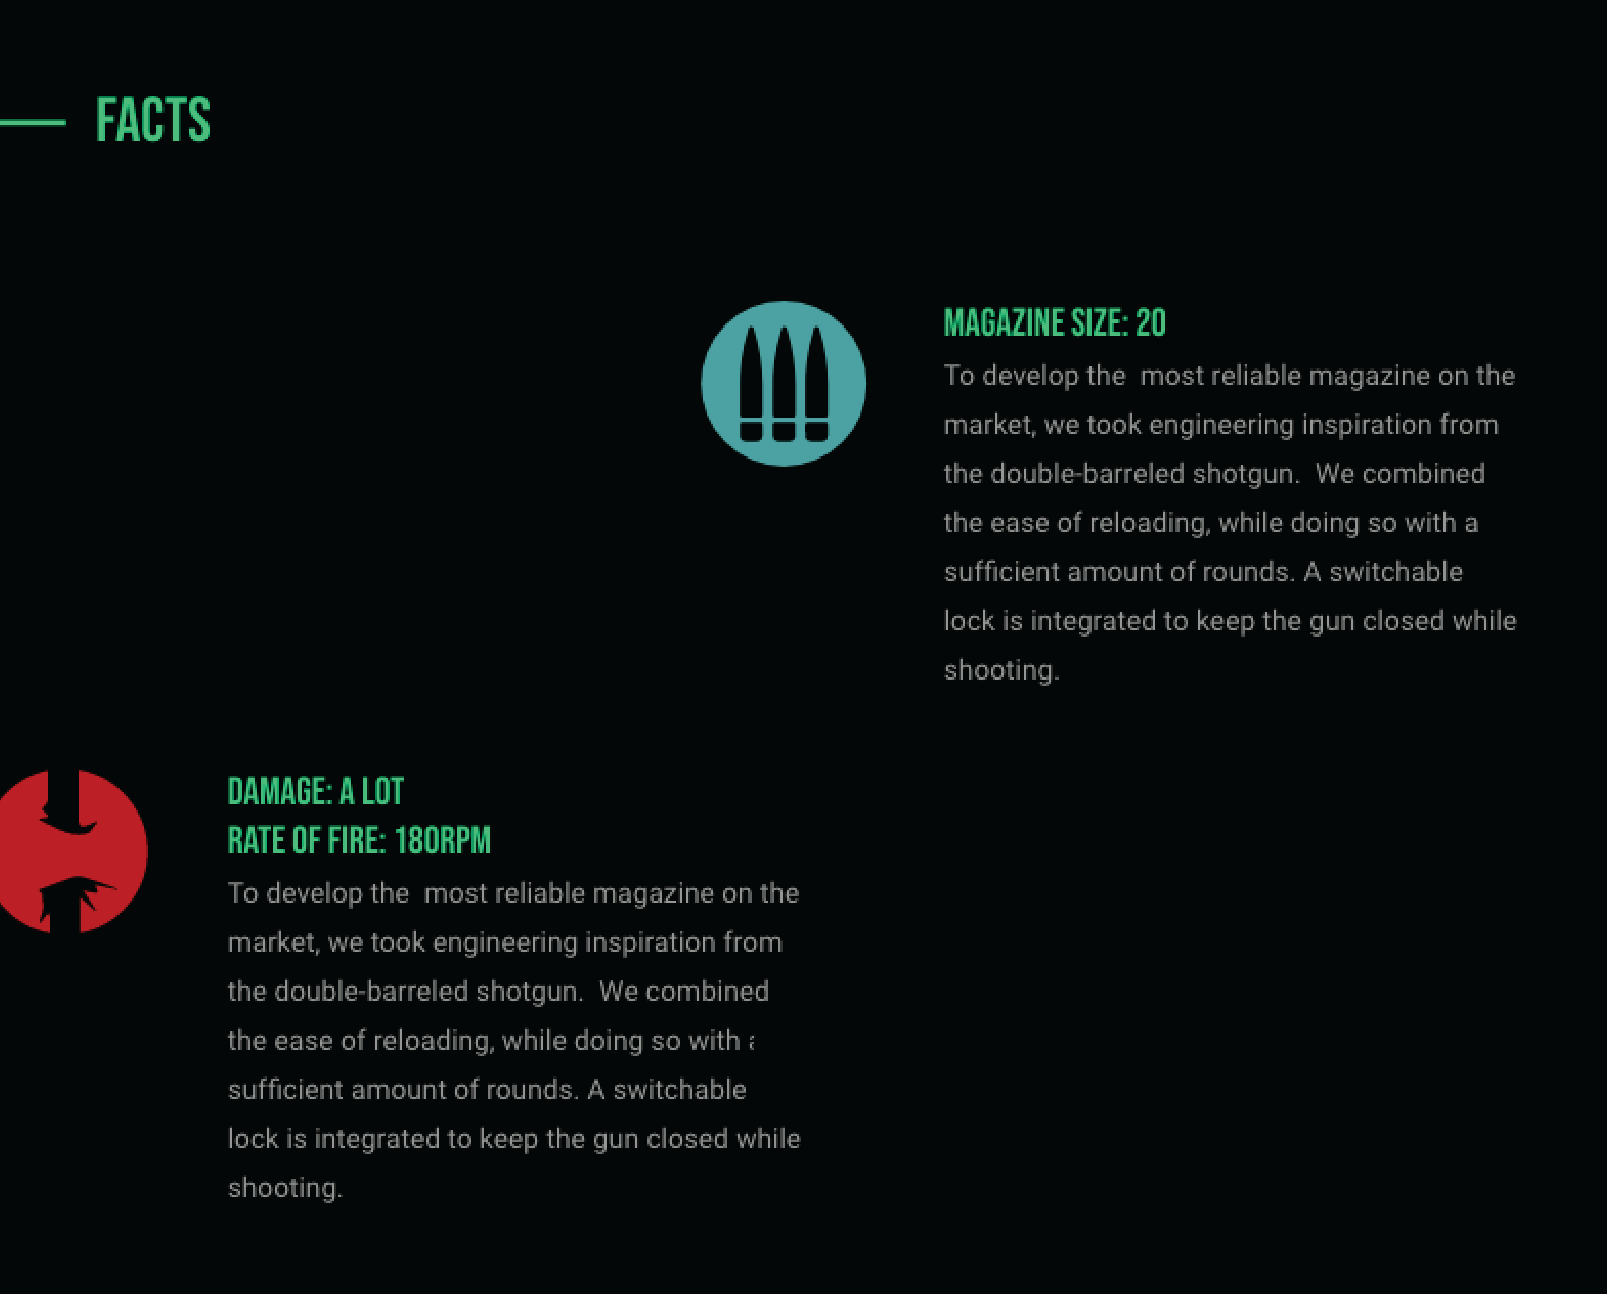 FACTS
MAGAZINE SIZE: 20
To develop the  most reliable magazine on the
market, we took engineering inspiration from
the double-barreled shotgun.  We combined
the ease of reloading, while doing so with a
sufficient amount of rounds. A switchable
lock is integrated to keep the gun closed while
shooting.
DAMAGE: A LOT
RATE OF FIRE: 180RPM
To develop the  most reliable magazine on the
market, we took engineering inspiration from
the double-barreled shotgun.  We combined
the ease of reloading, while doing so with a
sufficient amount of rounds. A switchable
lock is integrated to keep the gun closed while
shooting.